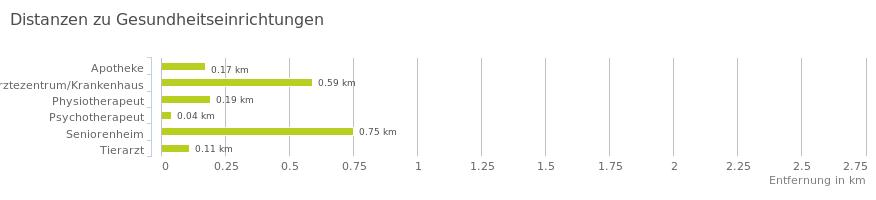 Distanzen zu Gesundheitseinrichtungen
Apotheke 0.17 km
rztezentrum/Krankenhaus 0.59 km
Physiotherapeut 0.19 km
Psychotherapeut 0.04 km
Seniorenheim 0.75 km
Tierarzt 0.11 km
0 0.25 0.5 0.75 1 1.25 1.5 1.75 2 2.25 2.5 2.75
Entfernung in km